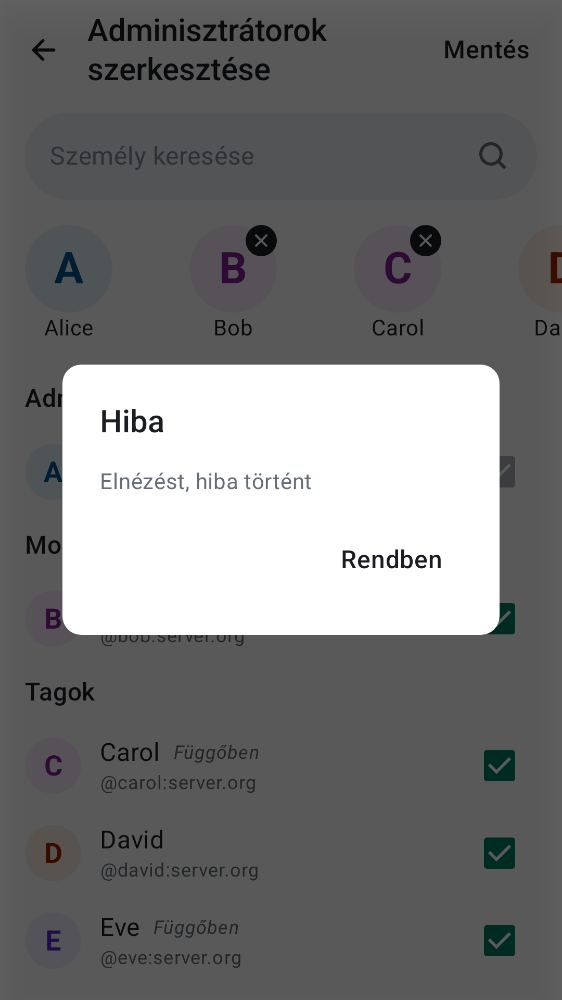 Adminisztrátorok
szerkesztése
Mentés
Személy keresése
A
B
C
D
Alice
Bob
Carol
Da
Adr
A
Hiba
Elnézést, hiba történt
Rendben
Mo
B
@bob:server.org
Tagok
C
Carol Függőben
@carol:server.org
D
David
@david:server.org
E
Eve Függőben
@eve:server.org